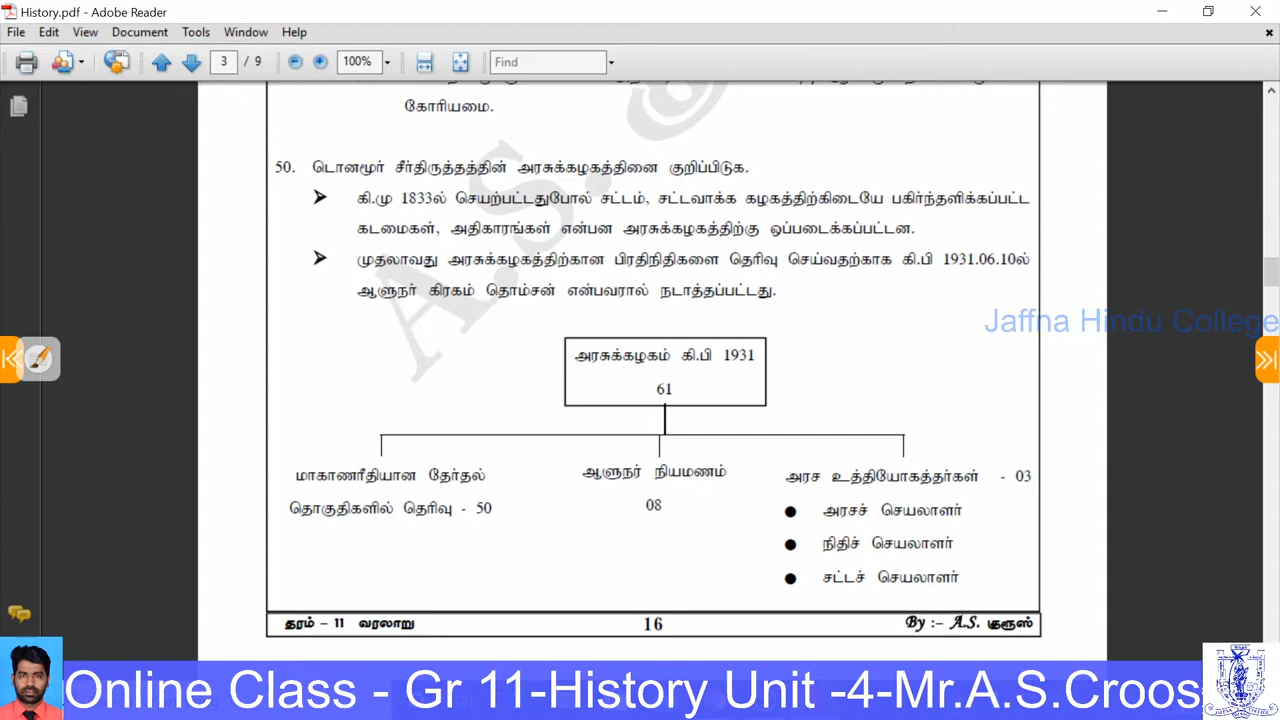 History.pdf - Adobe Reader
File Edit View Document Tools Window Help
3 / 9 100% Find
கோரியமை.
50. டொனமூர் சீர்திருத்தத்தின் அரசுக்கழகத்தினை குறிப்பிடுக.
➤ கி.மு 1833ல் செயற்பட்டதுபோல் சட்டம், சட்டவாக்க கழகத்திற்கிடையே பகிர்ந்தளிக்கப்பட்ட
கடமைகள், அதிகாரங்கள் என்பன அரசுக்கழகத்திற்கு ஒப்படைக்கப்பட்டன.
➤ முதலாவது அரசுக்கழகத்திற்கான பிரதிநிதிகளை தெரிவு செய்வதற்காக கி.பி 1931.06.10ல்
ஆளுநர் கிரகம் தொம்சன் என்பவரால் நடாத்தப்பட்டது.
Jaffna Hindu College
அரசுக்கழகம் கி.பி 1931
61
மாகாணரீதியான தேர்தல்
தொகுதிகளில் தெரிவு - 50
ஆளுநர் நியமணம்
08
அரச உத்தியோகத்தர்கள் - 03
● அரசச் செயலாளர்
● நிதிச் செயலாளர்
● சட்டச் செயலாளர்
தரம் - 11 வரலாறு 16 By :- A.S. குரூஸ்
Online Class - Gr 11-History Unit -4-Mr.A.S.Croos